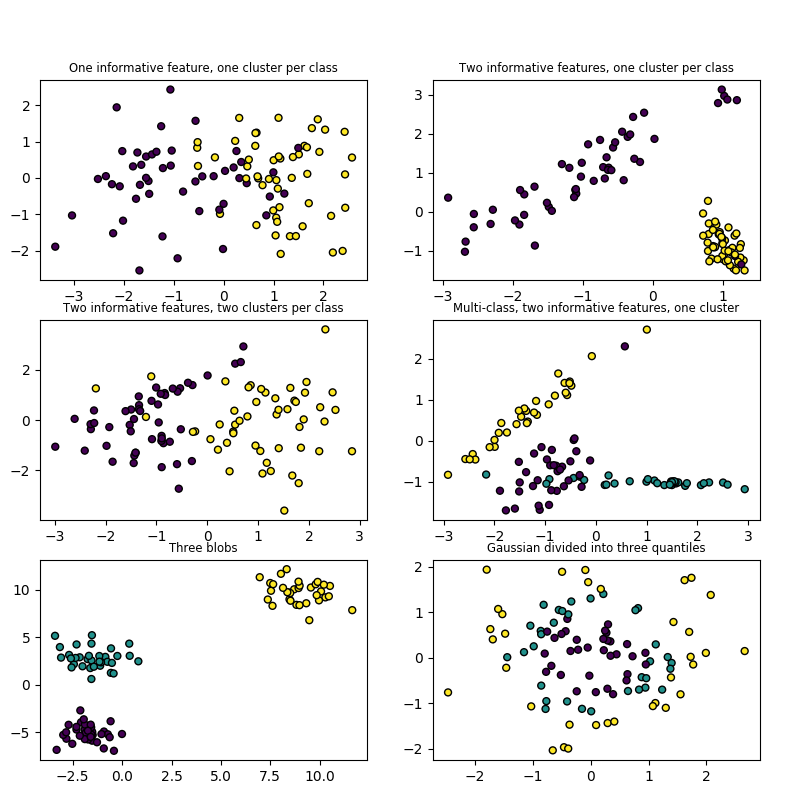 One informative feature, one cluster per class
2
1
0
−1
−2
−3 −2 −1 0 1 2
Two informative features, one cluster per class
3
2
1
0
−1
−3 −2 −1 0 1
Two informative features, two clusters per class
2
0
−2
−3 −2 −1 0 1 2 3
Multi-class, two informative features, one cluster
2
1
0
−1
−3 −2 −1 0 1 2 3
Three blobs
10
5
0
−5
−2.5 0.0 2.5 5.0 7.5 10.0
Gaussian divided into three quantiles
2
1
0
−1
−2
−2 −1 0 1 2